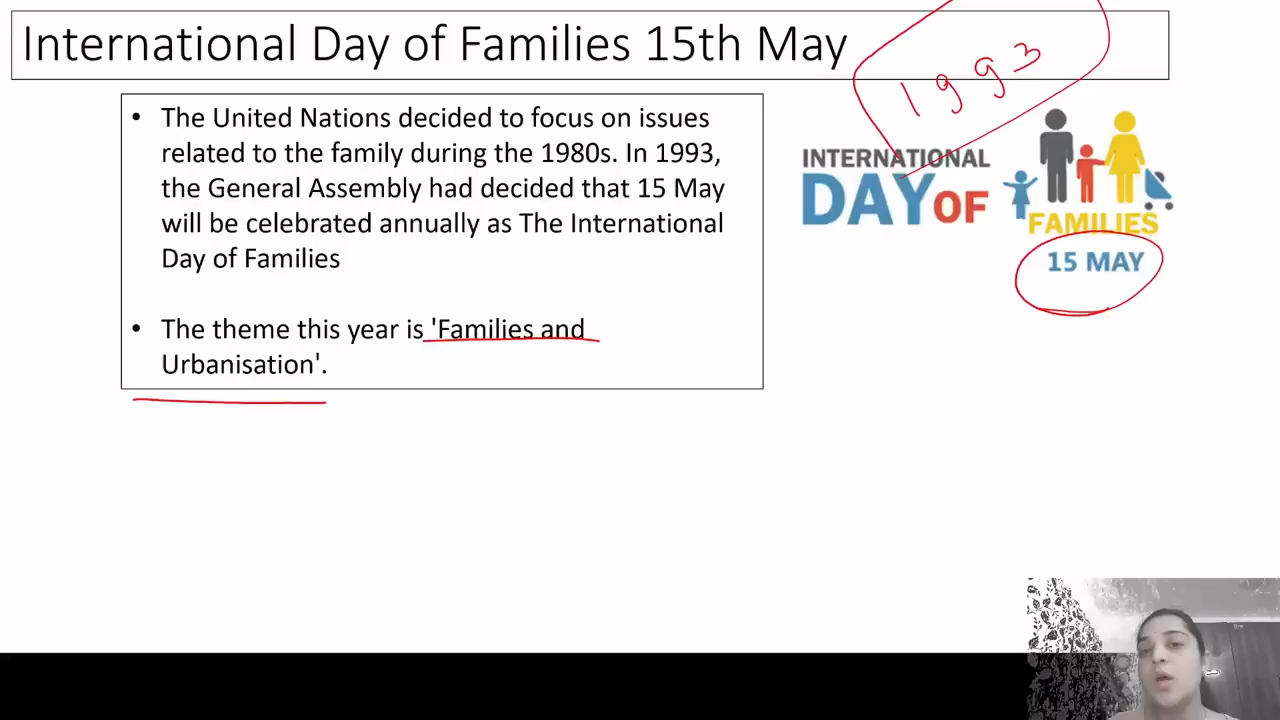 International Day of Families 15th May
1993
• The United Nations decided to focus on issues
related to the family during the 1980s. In 1993,
the General Assembly had decided that 15 May
will be celebrated annually as The International
Day of Families
• The theme this year is 'Families and
Urbanisation'.
INTERNATIONAL
DAY OF
FAMILIES
15 MAY